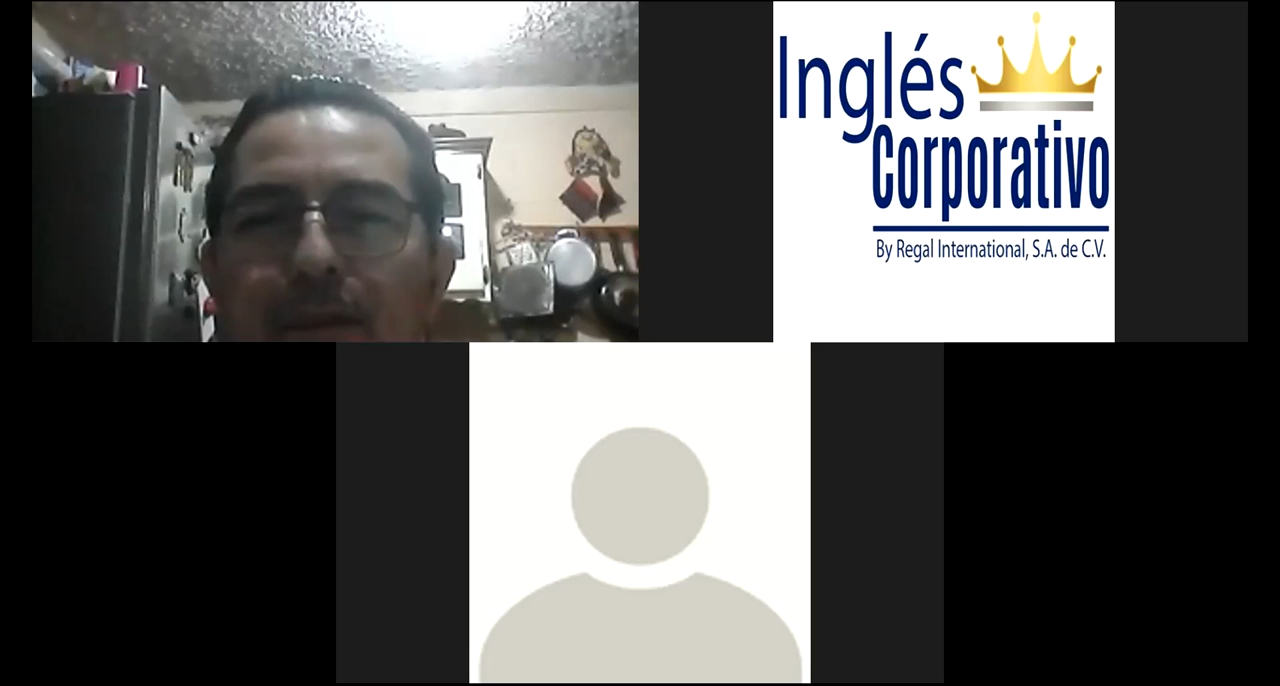 Inglés
Corporativo
By Regal International, S.A. de C.V.